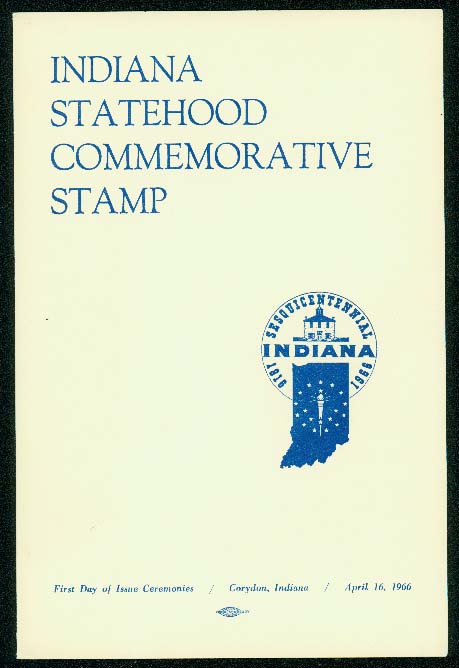 INDIANA
STATEHOOD
COMMEMORATIVE
STAMP
SESQUICENTENNIAL
INDIANA
1816 1966
First Day of Issue Ceremonies / Corydon, Indiana / April 16, 1966